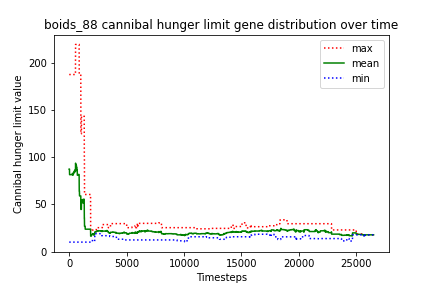 boids_88 cannibal hunger limit gene distribution over time
max
mean
min
Cannibal hunger limit value
200
150
100
50
0
0
5000
10000
15000
20000
25000
Timesteps